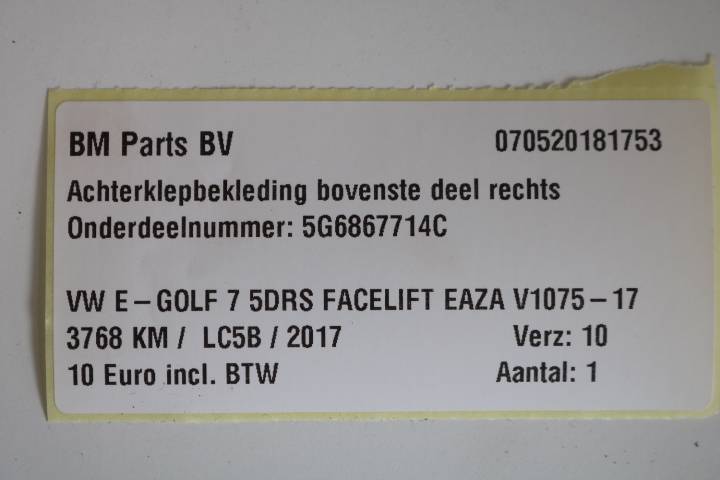 BM Parts BV 070520181753
Achterklepbekleding bovenste deel rechts
Onderdeelnummer: 5G6867714C
VW E-GOLF 7 5DRS FACELIFT EAZA V1075-17
3768 KM / LC5B / 2017 Verz: 10
10 Euro incl. BTW Aantal: 1